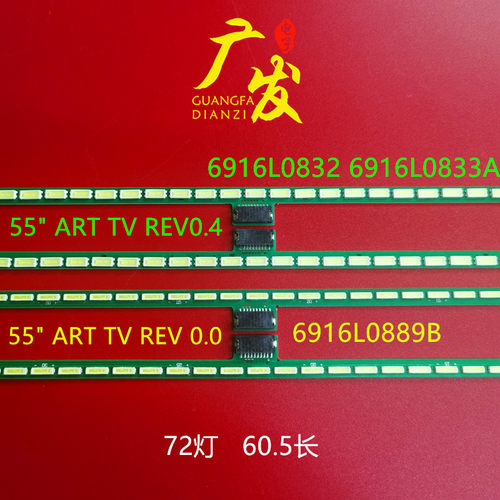 广发
GUANGFA
DIANZI
6916L0832 6916L0833A
55" ART TV REV0.4
55" ART TV REV 0.0
6916L0889B
72灯 60.5长